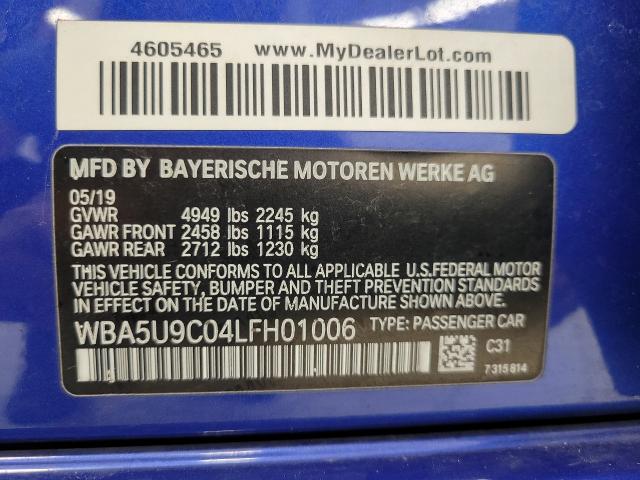 4605465 www.MyDealerLot.com
MFD BY BAYERISCHE MOTOREN WERKE AG
05/19
GVWR 4949 lbs 2245 kg
GAWR FRONT 2458 lbs 1115 kg
GAWR REAR 2712 lbs 1230 kg
THIS VEHICLE CONFORMS TO ALL APPLICABLE U.S.FEDERAL MOTOR
VEHICLE SAFETY, BUMPER AND THEFT PREVENTION STANDARDS
IN EFFECT ON THE DATE OF MANUFACTURE SHOWN ABOVE.
WBA5U9C04LFH01006 TYPE: PASSENGER CAR
C31
7315814